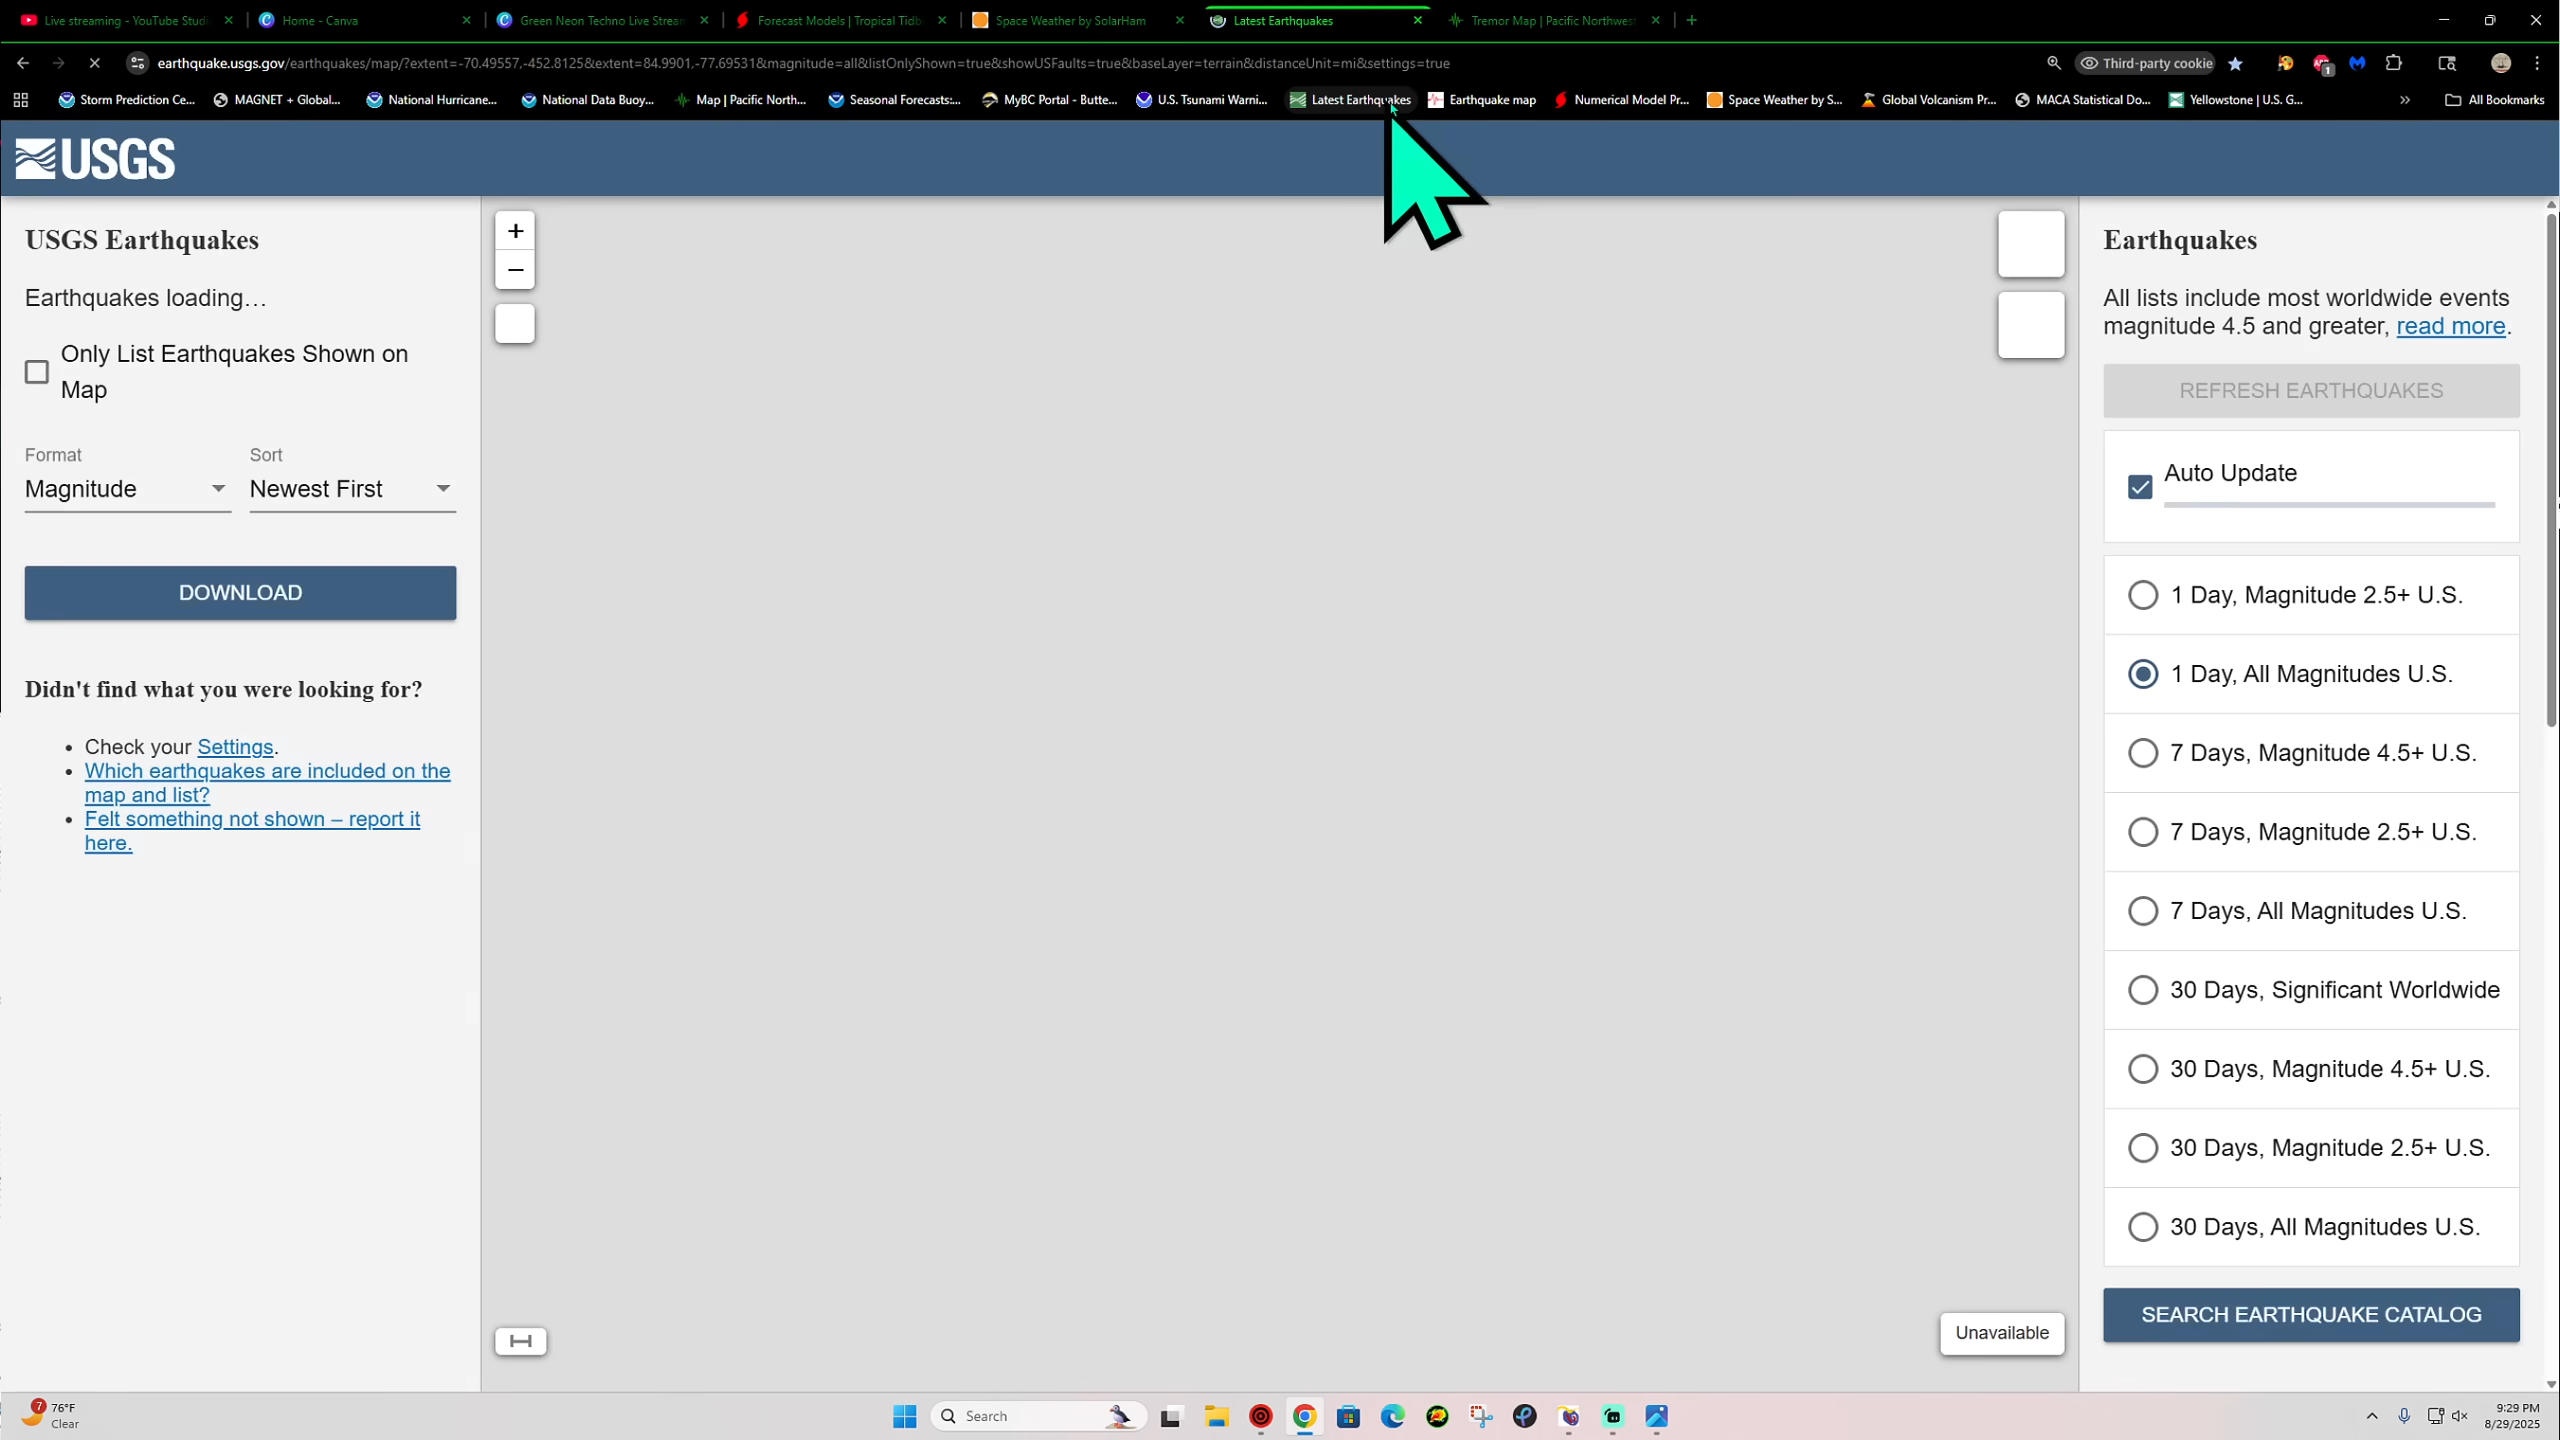 Live streaming - YouTube Studi
Home - Canva
Green Neon Techno Live Stream
Forecast Models | Tropical Tidb
Space Weather by SolarHam
Latest Earthquakes
Tremor Map | Pacific Northwest
earthquake.usgs.gov/earthquakes/map/?extent=-70.49557,-452.8125&extent=84.9901,-77.69531&magnitude=all&listOnlyShown=true&showUSFaults=true&baseLayer=terrain&distanceUnit=mi&settings=true
Third-party cookie
1
Storm Prediction Ce...
MAGNET + Global...
National Hurricane...
National Data Buoy...
Map | Pacific North...
Seasonal Forecasts:...
MyBC Portal - Butte...
U.S. Tsunami Warni...
Latest Earthquakes
Earthquake map
Numerical Model Pr...
Space Weather by S...
Global Volcanism Pr...
MACA Statistical Do...
Yellowstone | U.S. G...
All Bookmarks
USGS
USGS Earthquakes
Earthquakes loading...
Only List Earthquakes Shown on
Map
Format
Sort
Magnitude
Newest First
DOWNLOAD
Didn't find what you were looking for?
Check your Settings.
Which earthquakes are included on the
map and list?
Felt something not shown – report it
here.
+
−
Unavailable
Earthquakes
All lists include most worldwide events
magnitude 4.5 and greater, read more.
REFRESH EARTHQUAKES
Auto Update
1 Day, Magnitude 2.5+ U.S.
1 Day, All Magnitudes U.S.
7 Days, Magnitude 4.5+ U.S.
7 Days, Magnitude 2.5+ U.S.
7 Days, All Magnitudes U.S.
30 Days, Significant Worldwide
30 Days, Magnitude 4.5+ U.S.
30 Days, Magnitude 2.5+ U.S.
30 Days, All Magnitudes U.S.
SEARCH EARTHQUAKE CATALOG
7
76°F
Clear
Search
9:29 PM
8/29/2025